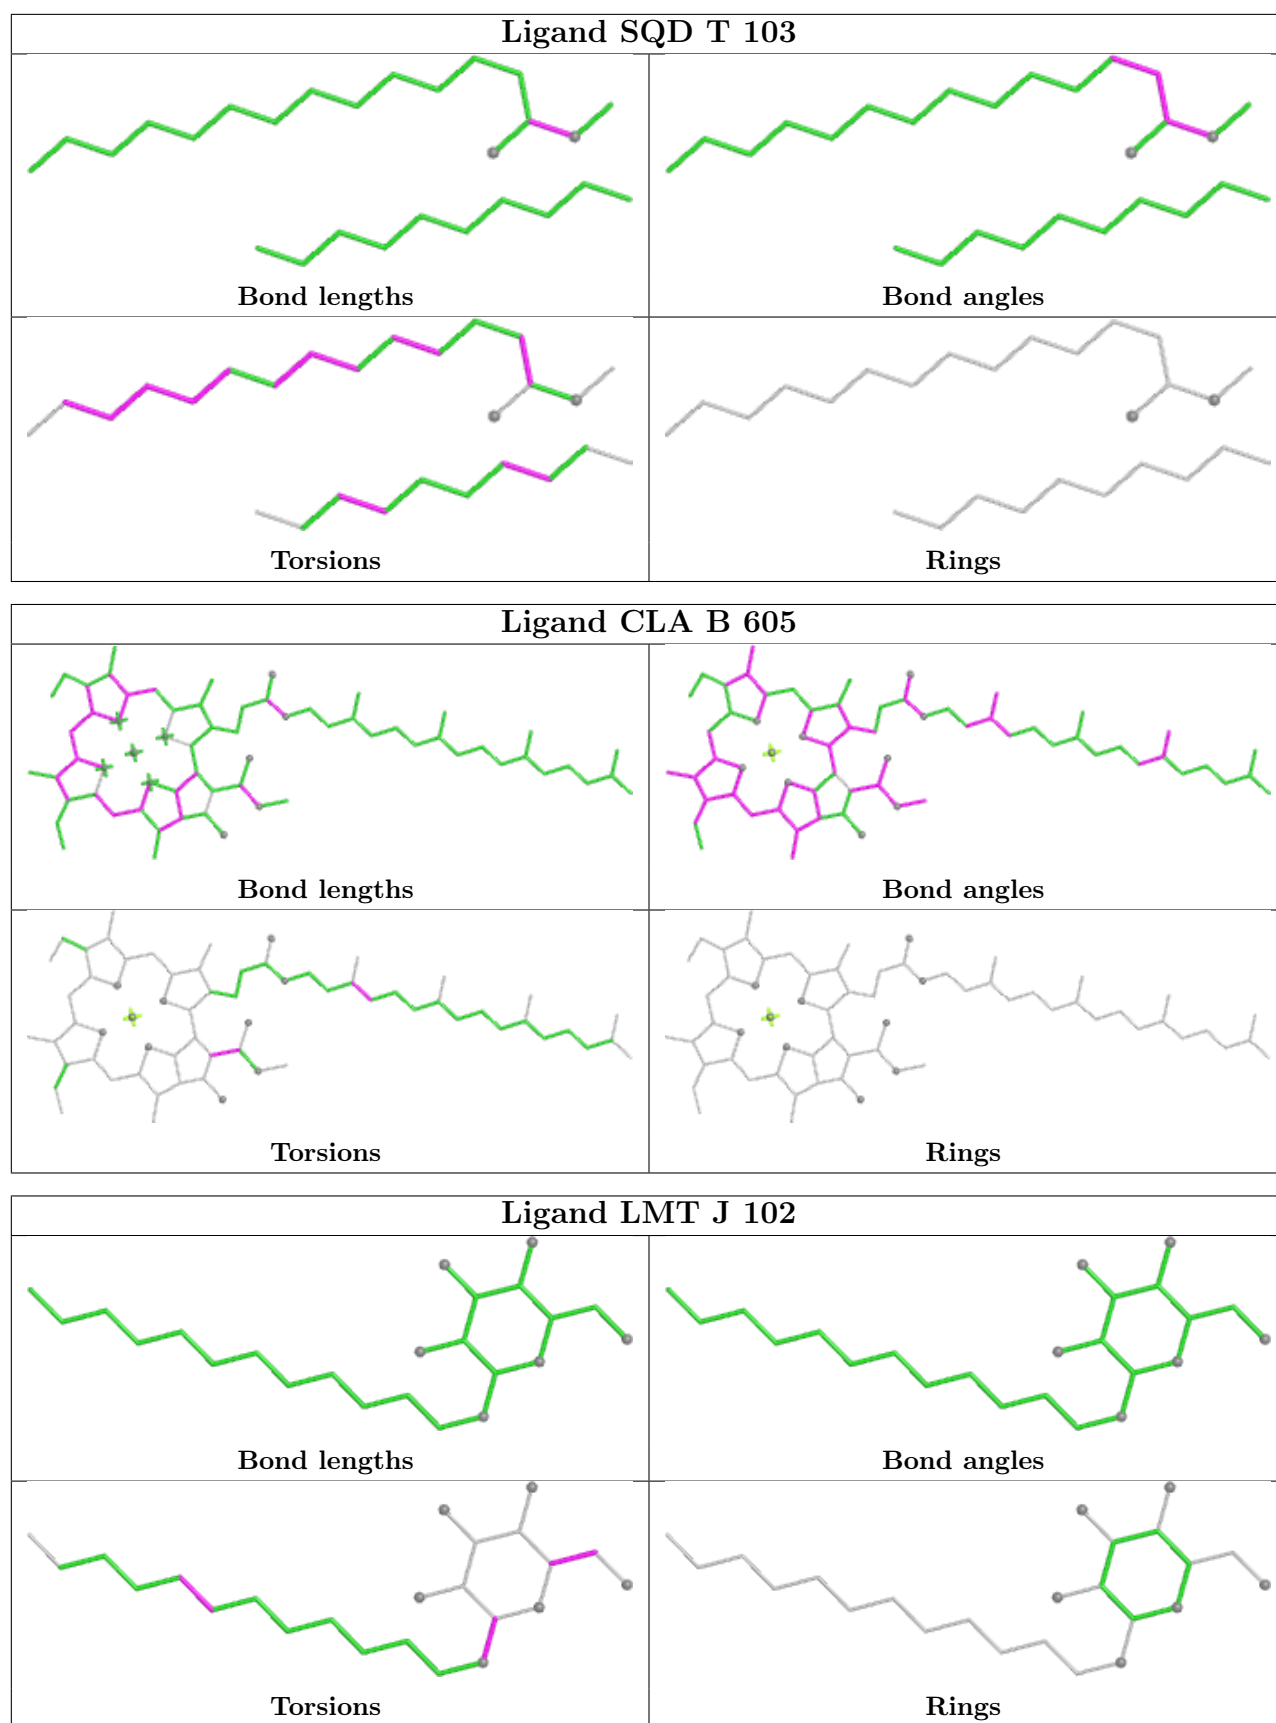 Ligand SQD T 103
Bond lengths
Bond angles
Torsions
Rings
Ligand CLA B 605
Bond lengths
Bond angles
Torsions
Rings
Ligand LMT J 102
Bond lengths
Bond angles
Torsions
Rings